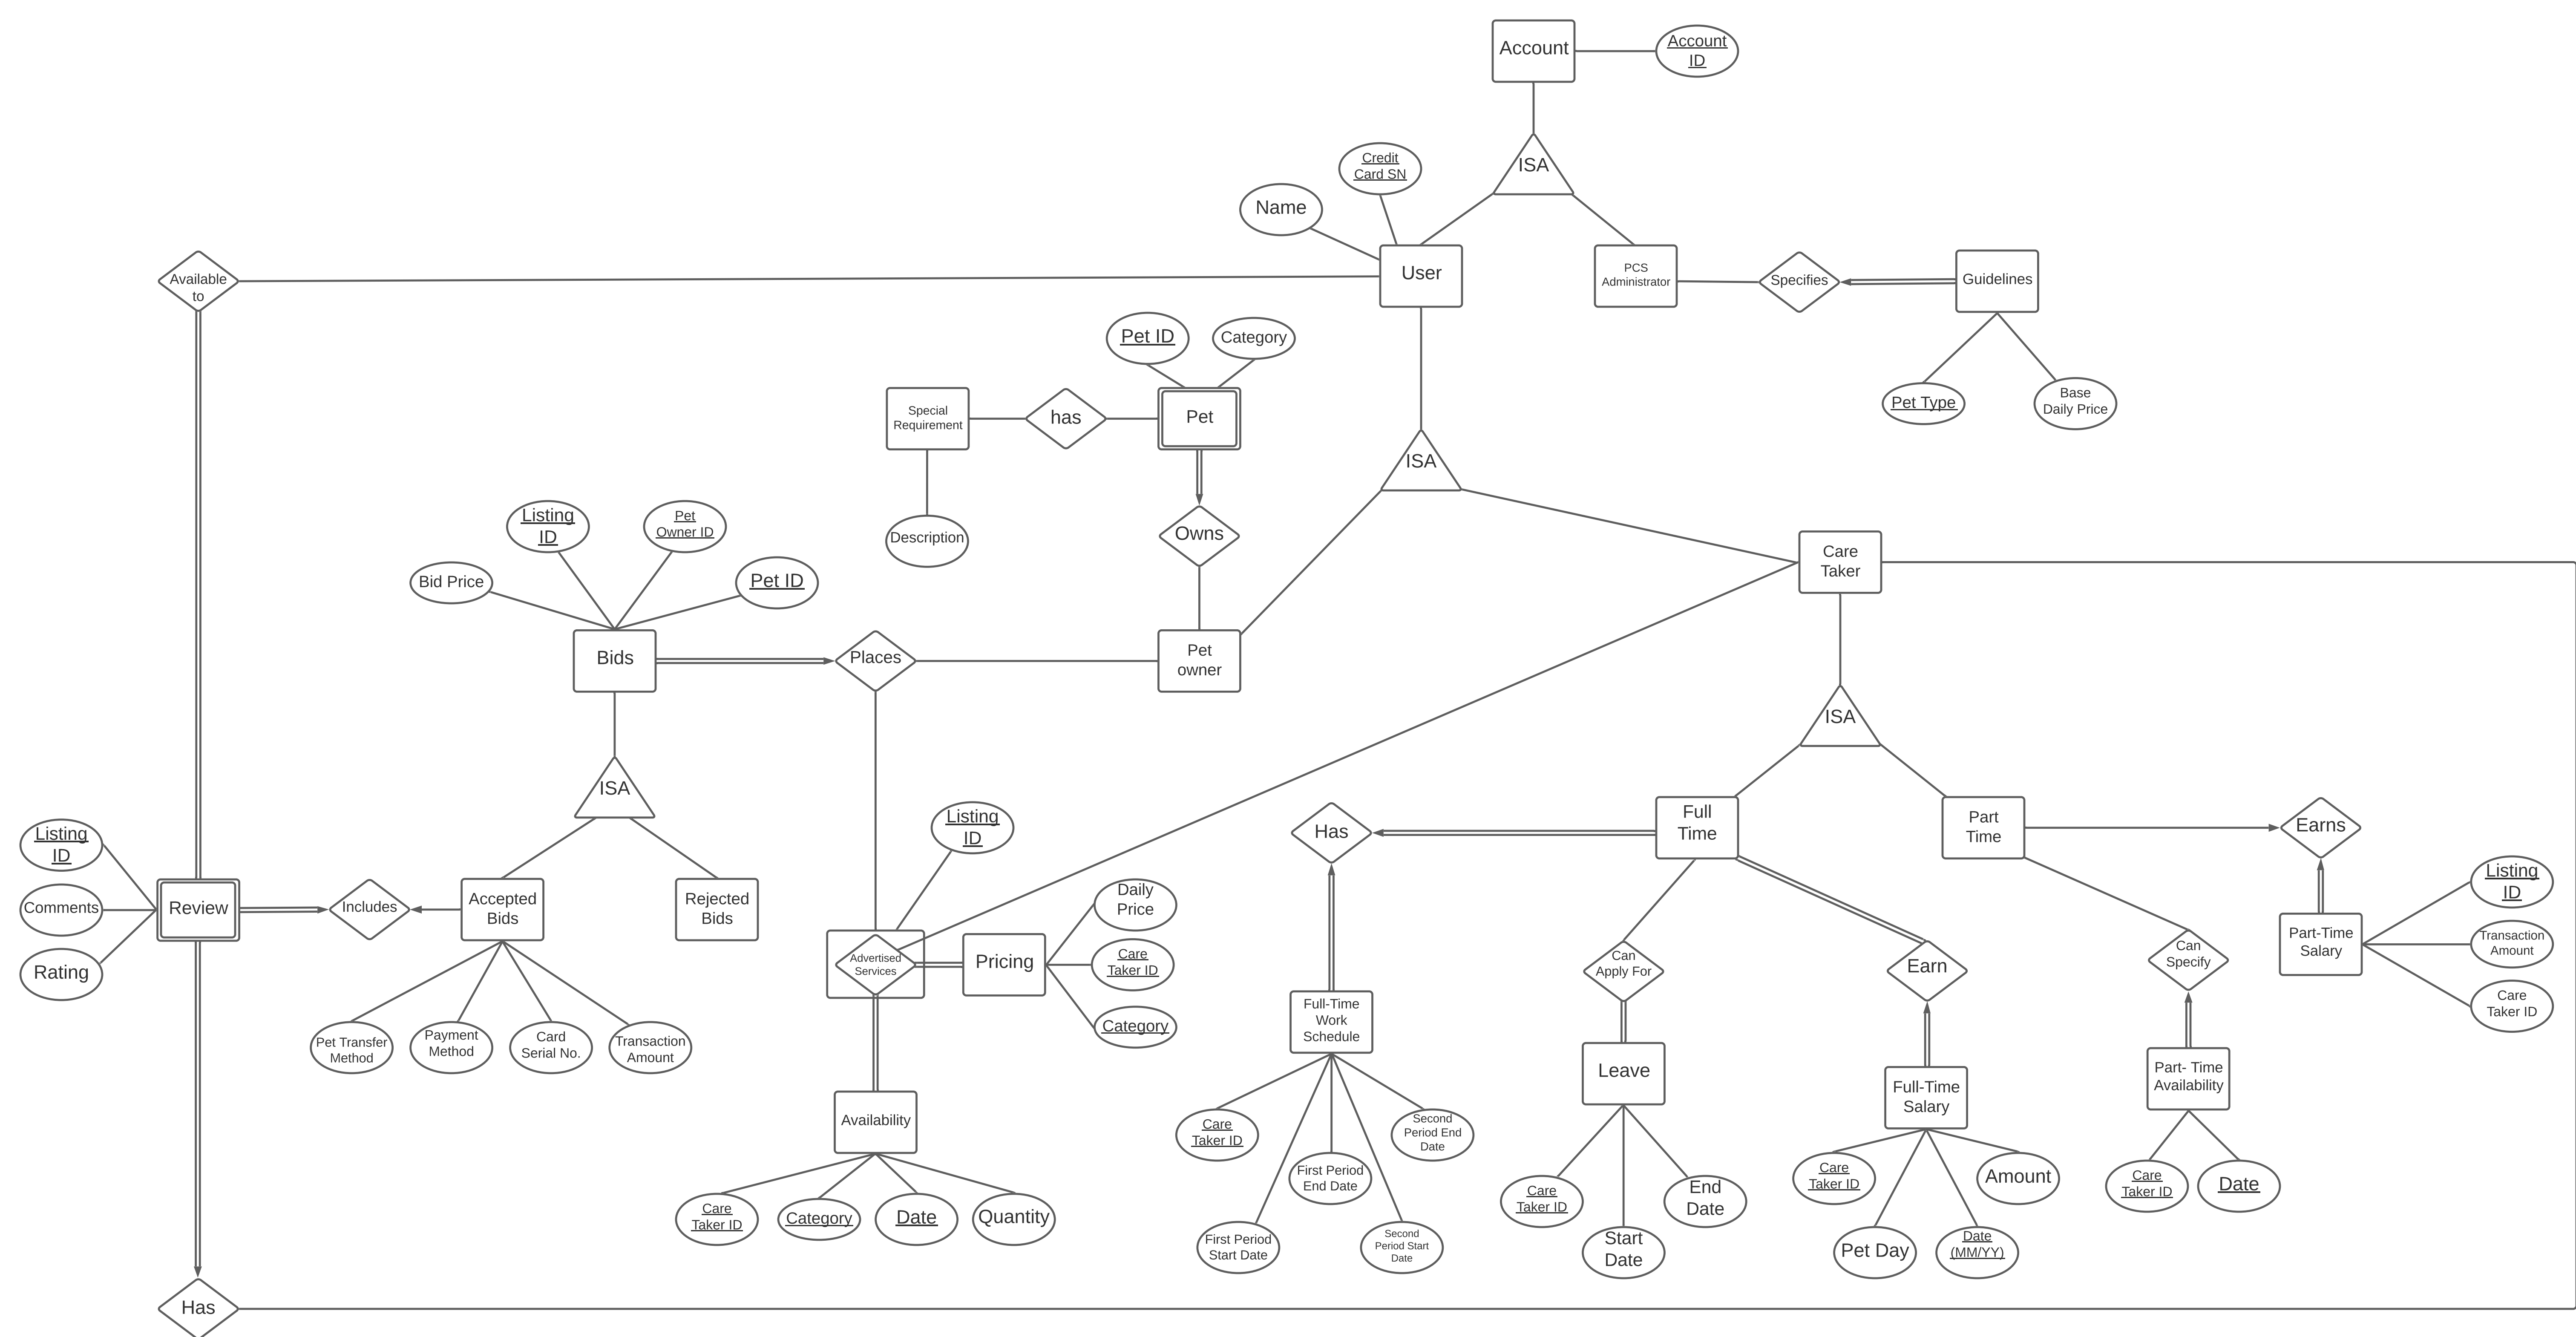 Account
Account
ID
ISA
Credit
Card SN
Name
User
PCS
Administrator
Specifies
Guidelines
Available
to
Pet Type
Base
Daily Price
Pet ID
Category
Special
Requirement
has
Pet
Description
Owns
ISA
Listing
ID
Pet
Owner ID
Bid Price
Pet ID
Care
Taker
Bids
Places
Pet
owner
ISA
ISA
Listing
ID
Has
Full
Time
Part
Time
Earns
Listing
ID
Comments
Rating
Review
Includes
Accepted
Bids
Rejected
Bids
Advertised
Services
Pricing
Daily
Price
Care
Taker ID
Category
Can
Apply For
Earn
Can
Specify
Part-Time
Salary
Listing
ID
Transaction
Amount
Care
Taker ID
Pet Transfer
Method
Payment
Method
Card
Serial No.
Transaction
Amount
Full-Time
Work
Schedule
Leave
Full-Time
Salary
Part- Time
Availability
Availability
Care
Taker ID
Category
Date
Quantity
Care
Taker ID
First Period
Start Date
First Period
End Date
Second
Period Start
Date
Second
Period End
Date
Care
Taker ID
Start
Date
End
Date
Care
Taker ID
Pet Day
Date
(MM/YY)
Amount
Care
Taker ID
Date
Has